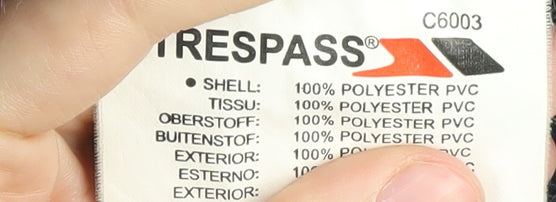 C6003
TRESPASS®
● SHELL: 100% POLYESTER PVC
TISSU: 100% POLYESTER PVC
OBERSTOFF: 100% POLYESTER PVC
BUITENSTOF: 100% POLYESTER PVC
EXTERIOR: 100% PVC
ESTERNO:
EXTERIOR: